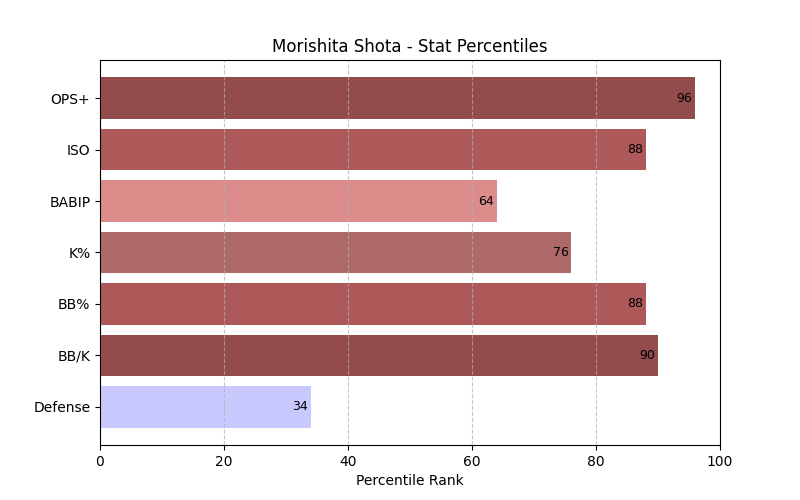 Morishita Shota - Stat Percentiles
OPS+ 96
ISO 88
BABIP 64
K% 76
BB% 88
BB/K 90
Defense 34
0 20 40 60 80 100
Percentile Rank